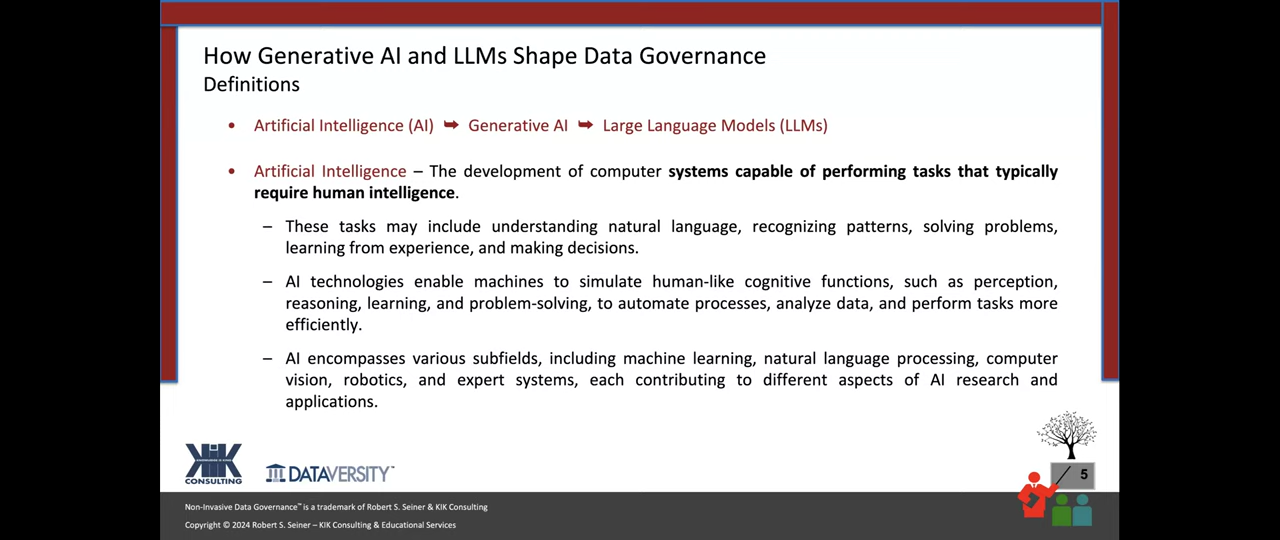 How Generative AI and LLMs Shape Data Governance
Definitions
• Artificial Intelligence (AI) ➥ Generative AI ➥ Large Language Models (LLMs)
• Artificial Intelligence – The development of computer systems capable of performing tasks that typically
require human intelligence.
– These tasks may include understanding natural language, recognizing patterns, solving problems,
learning from experience, and making decisions.
– AI technologies enable machines to simulate human-like cognitive functions, such as perception,
reasoning, learning, and problem-solving, to automate processes, analyze data, and perform tasks more
efficiently.
– AI encompasses various subfields, including machine learning, natural language processing, computer
vision, robotics, and expert systems, each contributing to different aspects of AI research and
applications.
KIK
CONSULTING
DATAVERSITY™
5
Non-Invasive Data Governance™ is a trademark of Robert S. Seiner & KIK Consulting
Copyright © 2024 Robert S. Seiner – KIK Consulting & Educational Services